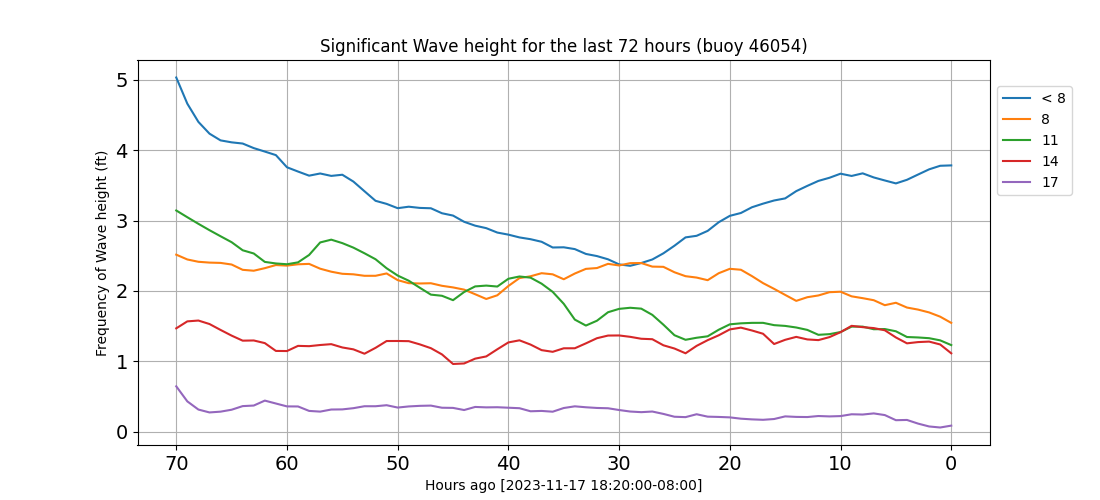 Significant Wave height for the last 72 hours (buoy 46054)
Frequency of Wave height (ft)
5
4
3
2
1
0
70 60 50 40 30 20 10 0
Hours ago [2023-11-17 18:20:00-08:00]
< 8
8
11
14
17